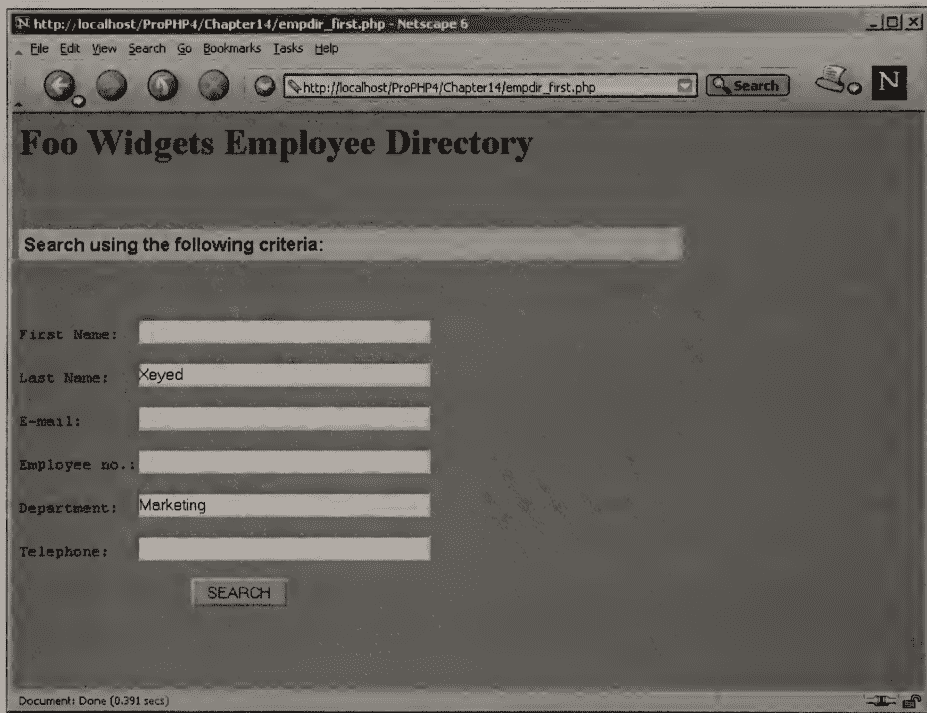 N http://localhost/ProPHP4/Chapter14/empdir_first.php - Netscape 6
File Edit View Search Go Bookmarks Tasks Help
http://localhost/ProPHP4/Chapter14/empdir_first.php Search N
Foo Widgets Employee Directory
Search using the following criteria:
First Name:
Last Name: Xeyed
E-mail:
Employee no.:
Department: Marketing
Telephone:
SEARCH
Document: Done (0.391 secs)